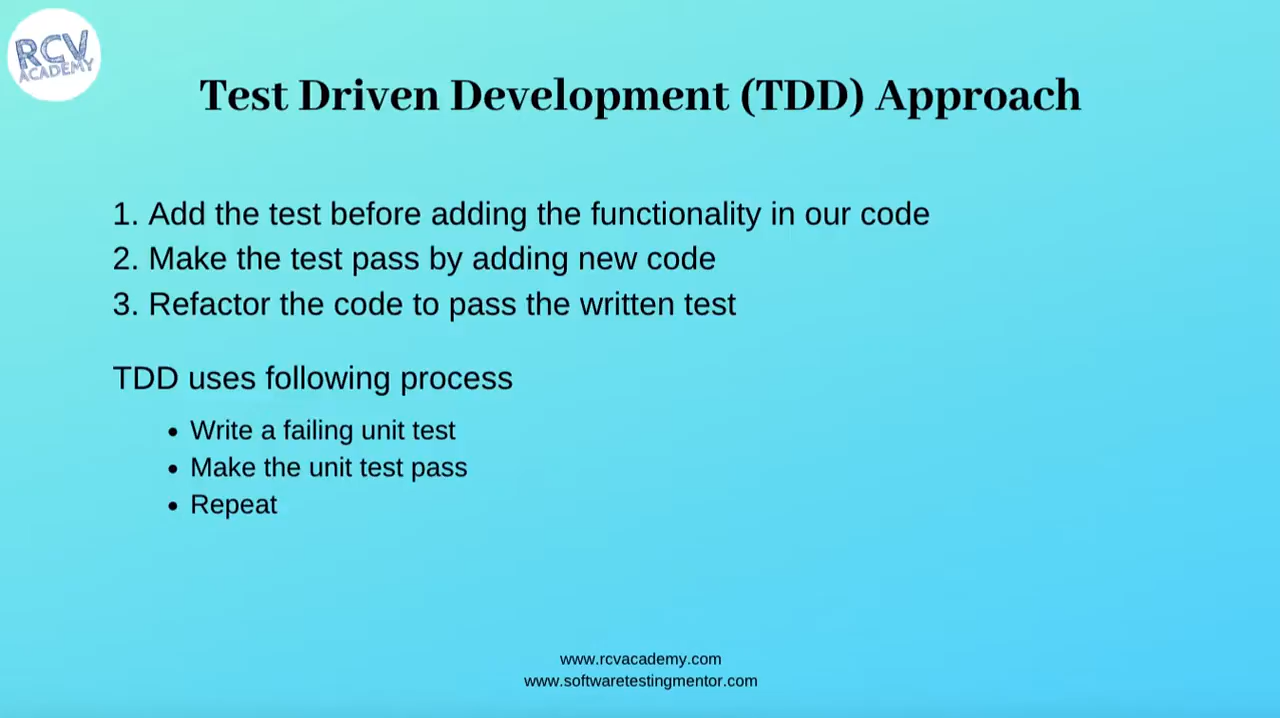 RCV
ACADEMY
Test Driven Development (TDD) Approach
1. Add the test before adding the functionality in our code
2. Make the test pass by adding new code
3. Refactor the code to pass the written test
TDD uses following process
• Write a failing unit test
• Make the unit test pass
• Repeat
www.rcvacademy.com
www.softwaretestingmentor.com